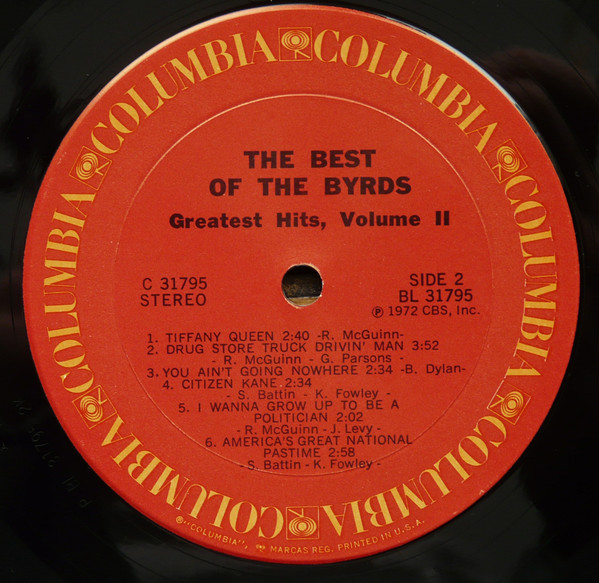 COLUMBIA COLUMBIA COLUMBIA COLUMBIA COLUMBIA COLUMBIA COLUMBIA COLUMBIA
THE BEST
OF THE BYRDS
Greatest Hits, Volume II
C 31795
STEREO
SIDE 2
BL 31795
Ⓟ 1972 CBS, Inc.
1. TIFFANY QUEEN 2:40 -R. McGuinn-
2. DRUG STORE TRUCK DRIVIN' MAN 3:52
- R. McGuinn - G. Parsons -
3. YOU AIN'T GOING NOWHERE 2:34 -B. Dylan-
4. CITIZEN KANE 2:34
- S. Battin - K. Fowley -
5. I WANNA GROW UP TO BE A
POLITICIAN 2:02
- R. McGuinn - J. Levy -
6. AMERICA'S GREAT NATIONAL
PASTIME 2:58
- S. Battin - K. Fowley -
®"COLUMBIA", MARCAS REG. PRINTED IN U.S.A.